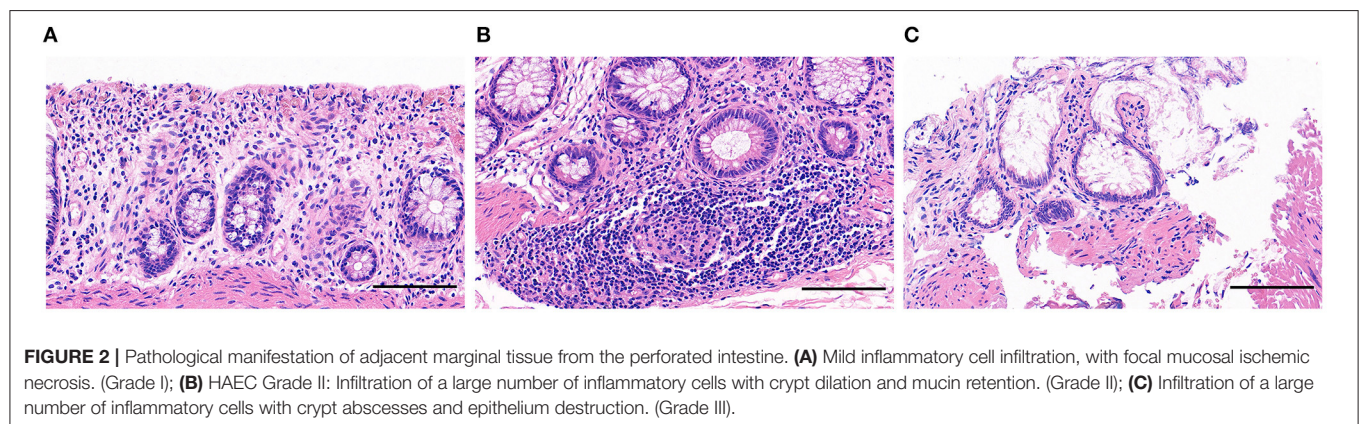 A
B
C
FIGURE 2 | Pathological manifestation of adjacent marginal tissue from the perforated intestine. (A) Mild inflammatory cell infiltration, with focal mucosal ischemic
necrosis. (Grade I); (B) HAEC Grade II: Infiltration of a large number of inflammatory cells with crypt dilation and mucin retention. (Grade II); (C) Infiltration of a large
number of inflammatory cells with crypt abscesses and epithelium destruction. (Grade III).